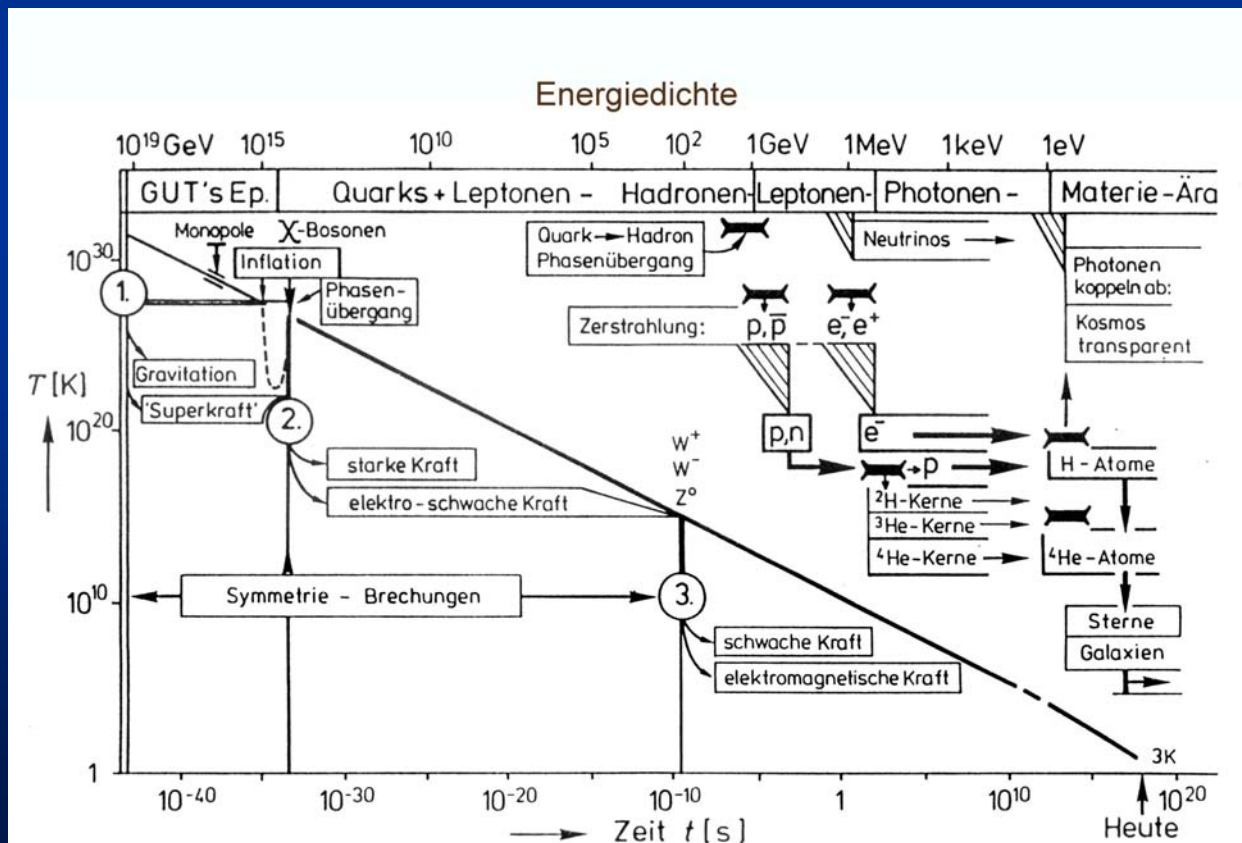 Energiedichte
10¹⁹ GeV 10¹⁵ 10¹⁰ 10⁵ 10² 1GeV 1MeV 1keV 1eV
GUT's Ep. Quarks + Leptonen - Hadronen- Leptonen- Photonen - Materie-Ära
Monopole X-Bosonen
Inflation
Phasen-
übergang
Quark → Hadron
Phasenübergang
Neutrinos →
Photonen
koppeln ab:
Kosmos
transparent
Zerstrahlung: p,p̅ e⁻,e⁺
10³⁰
1.
Gravitation
'Superkraft'
T [K]
10²⁰
2.
starke Kraft
elektro-schwache Kraft
W⁺
W⁻
Z⁰
p,n
e⁻
→ p
H-Atome
²H-Kerne →
³He-Kerne →
⁴He-Kerne → ⁴He-Atome
10¹⁰
Symmetrie - Brechungen
3.
schwache Kraft
elektromagnetische Kraft
Sterne
Galaxien
1
3K
10⁻⁴⁰ 10⁻³⁰ 10⁻²⁰ 10⁻¹⁰ 1 10¹⁰ 10²⁰
→ Zeit t [s]
Heute